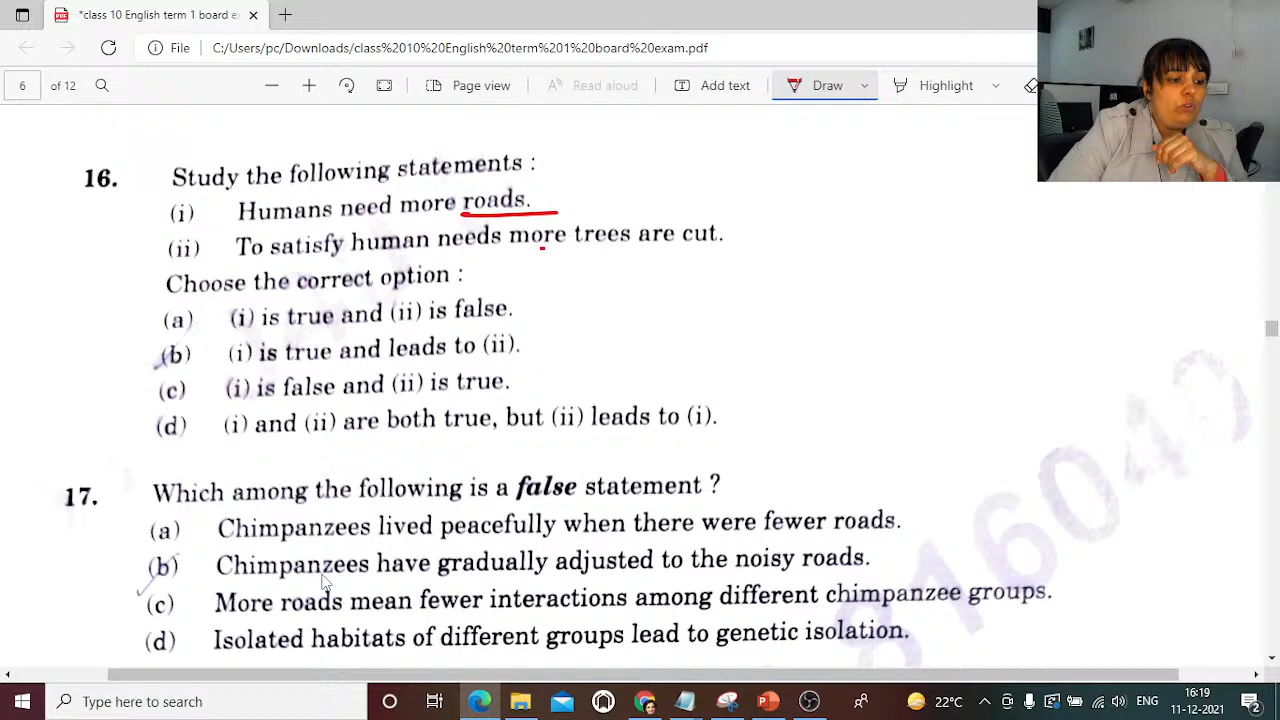 *class 10 English term 1 board e
File C:/Users/pc/Downloads/class%2010%20English%20term%201%20board%20exam.pdf
6 of 12 Page view Read aloud Add text Draw Highlight
16. Study the following statements :
(i) Humans need more roads.
(ii) To satisfy human needs more trees are cut.
Choose the correct option :
(a) (i) is true and (ii) is false.
(b) (i) is true and leads to (ii).
(c) (i) is false and (ii) is true.
(d) (i) and (ii) are both true, but (ii) leads to (i).
17. Which among the following is a false statement ?
(a) Chimpanzees lived peacefully when there were fewer roads.
(b) Chimpanzees have gradually adjusted to the noisy roads.
(c) More roads mean fewer interactions among different chimpanzee groups.
(d) Isolated habitats of different groups lead to genetic isolation.
Type here to search
22°C
ENG
16:19
11-12-2021
2